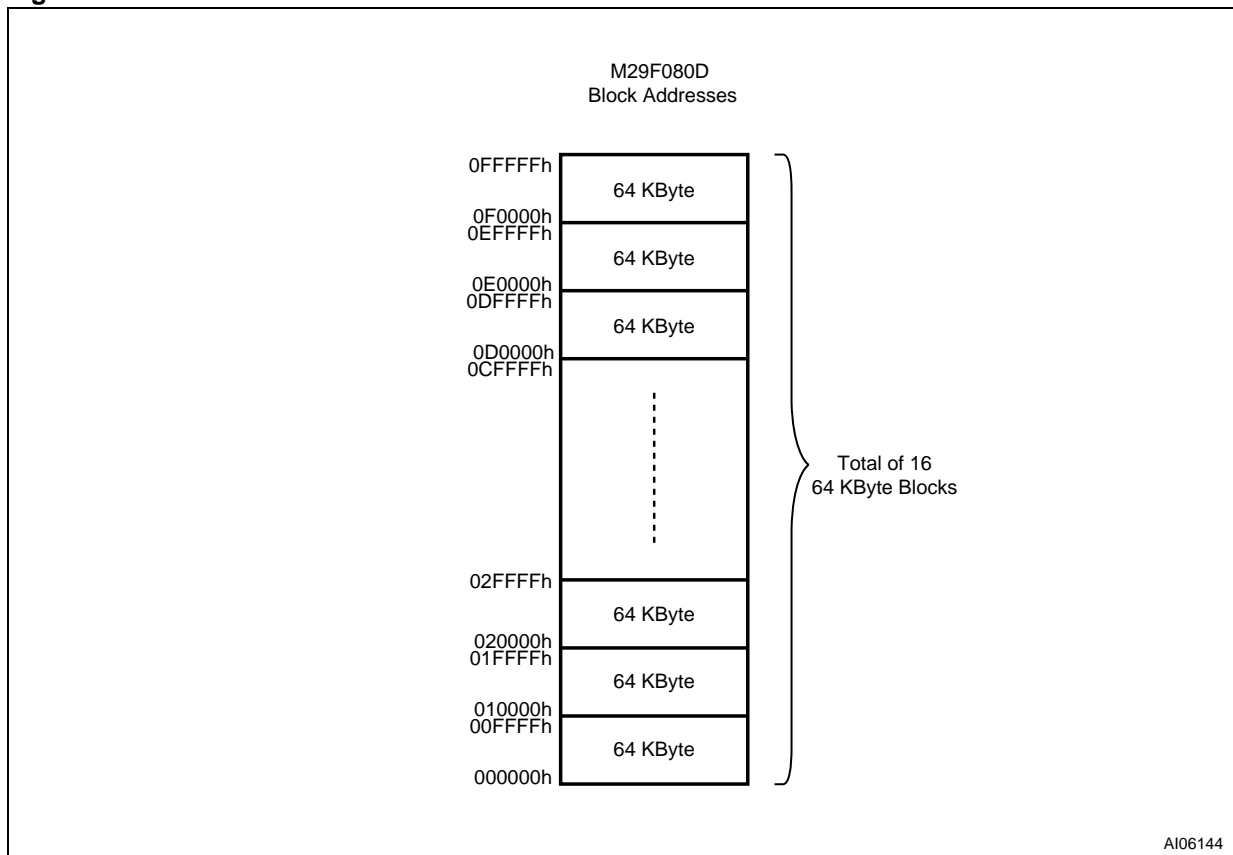 M29F080D
Block Addresses
0FFFFFh
64 KByte
0F0000h
0EFFFFh
64 KByte
0E0000h
0DFFFFh
64 KByte
0D0000h
0CFFFFh
Total of 16
64 KByte Blocks
02FFFFh
64 KByte
020000h
01FFFFh
64 KByte
010000h
00FFFFh
64 KByte
000000h
AI06144